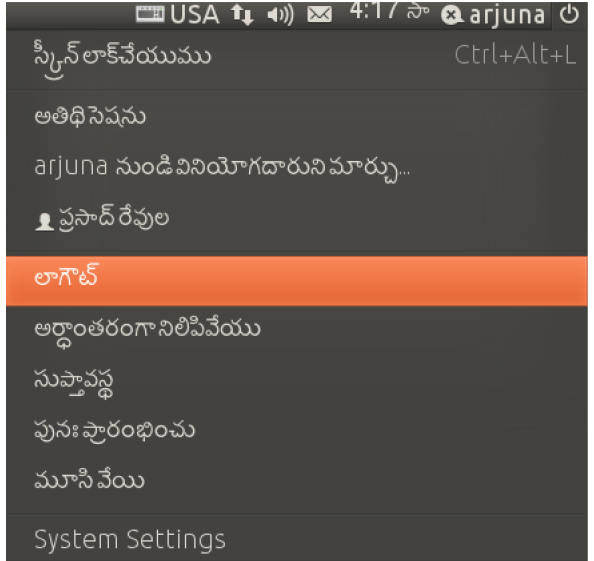 USA 4:17 సా arjuna
స్క్రీన్ లాక్‌చేయుము Ctrl+Alt+L
అతిథి సెషను
arjuna నుండి వినియోగదారుని మార్చు...
ప్రసాద్ రేవుల
లాగౌట్
అర్ధాంతరంగా నిలిపివేయు
సుప్తావస్థ
పునః ప్రారంభించు
మూసి వేయి
System Settings